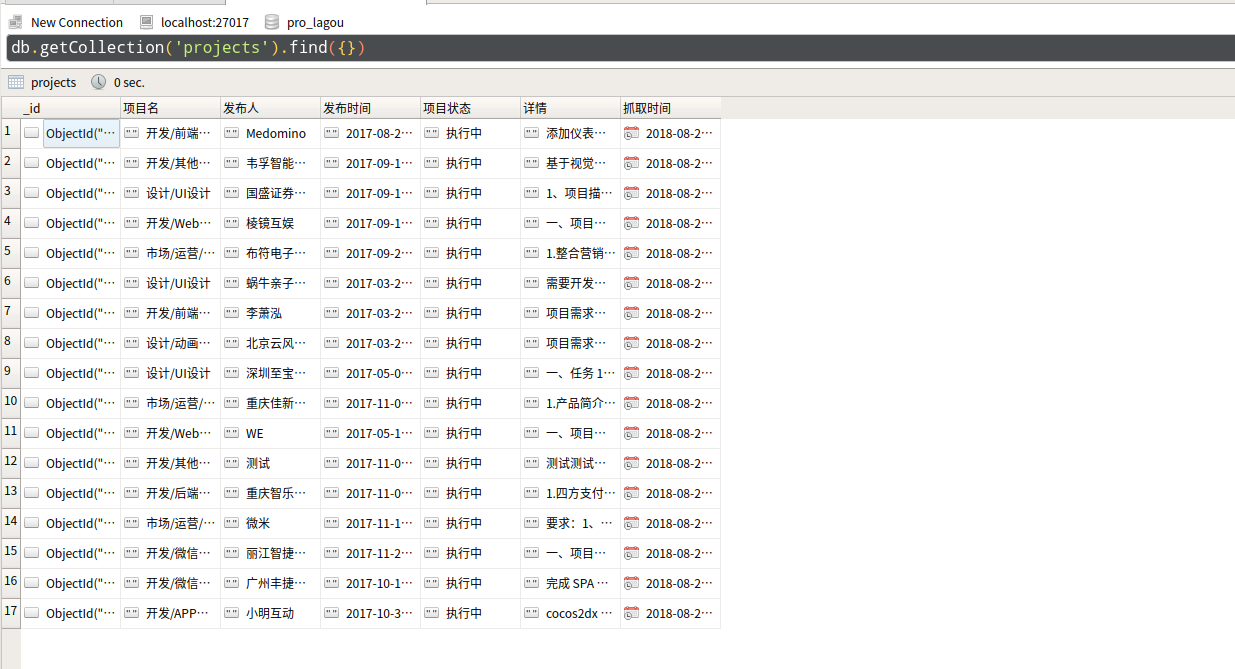 New Connection localhost:27017 pro_lagou
db.getCollection('projects').find({})
projects 0 sec.
_id 项目名 发布人 发布时间 项目状态 详情 抓取时间
1 ObjectId("… "" 开发/前端… "" Medomino "" 2017-08-2… "" 执行中 "" 添加仪表… 2018-08-2…
2 ObjectId("… "" 开发/其他… "" 韦孚智能… "" 2017-09-1… "" 执行中 "" 基于视觉… 2018-08-2…
3 ObjectId("… "" 设计/UI设计 "" 国盛证券… "" 2017-09-1… "" 执行中 "" 1、项目描… 2018-08-2…
4 ObjectId("… "" 开发/Web… "" 棱镜互娱 "" 2017-09-1… "" 执行中 "" 一、项目… 2018-08-2…
5 ObjectId("… "" 市场/运营/… "" 布符电子… "" 2017-09-2… "" 执行中 "" 1.整合营销… 2018-08-2…
6 ObjectId("… "" 设计/UI设计 "" 蜗牛亲子… "" 2017-03-2… "" 执行中 "" 需要开发… 2018-08-2…
7 ObjectId("… "" 开发/前端… "" 李萧泓 "" 2017-03-2… "" 执行中 "" 项目需求… 2018-08-2…
8 ObjectId("… "" 设计/动画… "" 北京云风… "" 2017-03-2… "" 执行中 "" 项目需求… 2018-08-2…
9 ObjectId("… "" 设计/UI设计 "" 深圳至宝… "" 2017-05-0… "" 执行中 "" 一、任务 1… 2018-08-2…
10 ObjectId("… "" 市场/运营/… "" 重庆佳新… "" 2017-11-0… "" 执行中 "" 1.产品简介… 2018-08-2…
11 ObjectId("… "" 开发/Web… "" WE "" 2017-05-1… "" 执行中 "" 一、项目… 2018-08-2…
12 ObjectId("… "" 开发/其他… "" 测试 "" 2017-11-0… "" 执行中 "" 测试测试… 2018-08-2…
13 ObjectId("… "" 开发/后端… "" 重庆智乐… "" 2017-11-0… "" 执行中 "" 1.四方支付… 2018-08-2…
14 ObjectId("… "" 市场/运营/… "" 微米 "" 2017-11-1… "" 执行中 "" 要求：1、… 2018-08-2…
15 ObjectId("… "" 开发/微信… "" 丽江智捷… "" 2017-11-2… "" 执行中 "" 一、项目… 2018-08-2…
16 ObjectId("… "" 开发/微信… "" 广州丰捷… "" 2017-10-1… "" 执行中 "" 完成 SPA … 2018-08-2…
17 ObjectId("… "" 开发/APP… "" 小明互动 "" 2017-10-3… "" 执行中 "" cocos2dx … 2018-08-2…